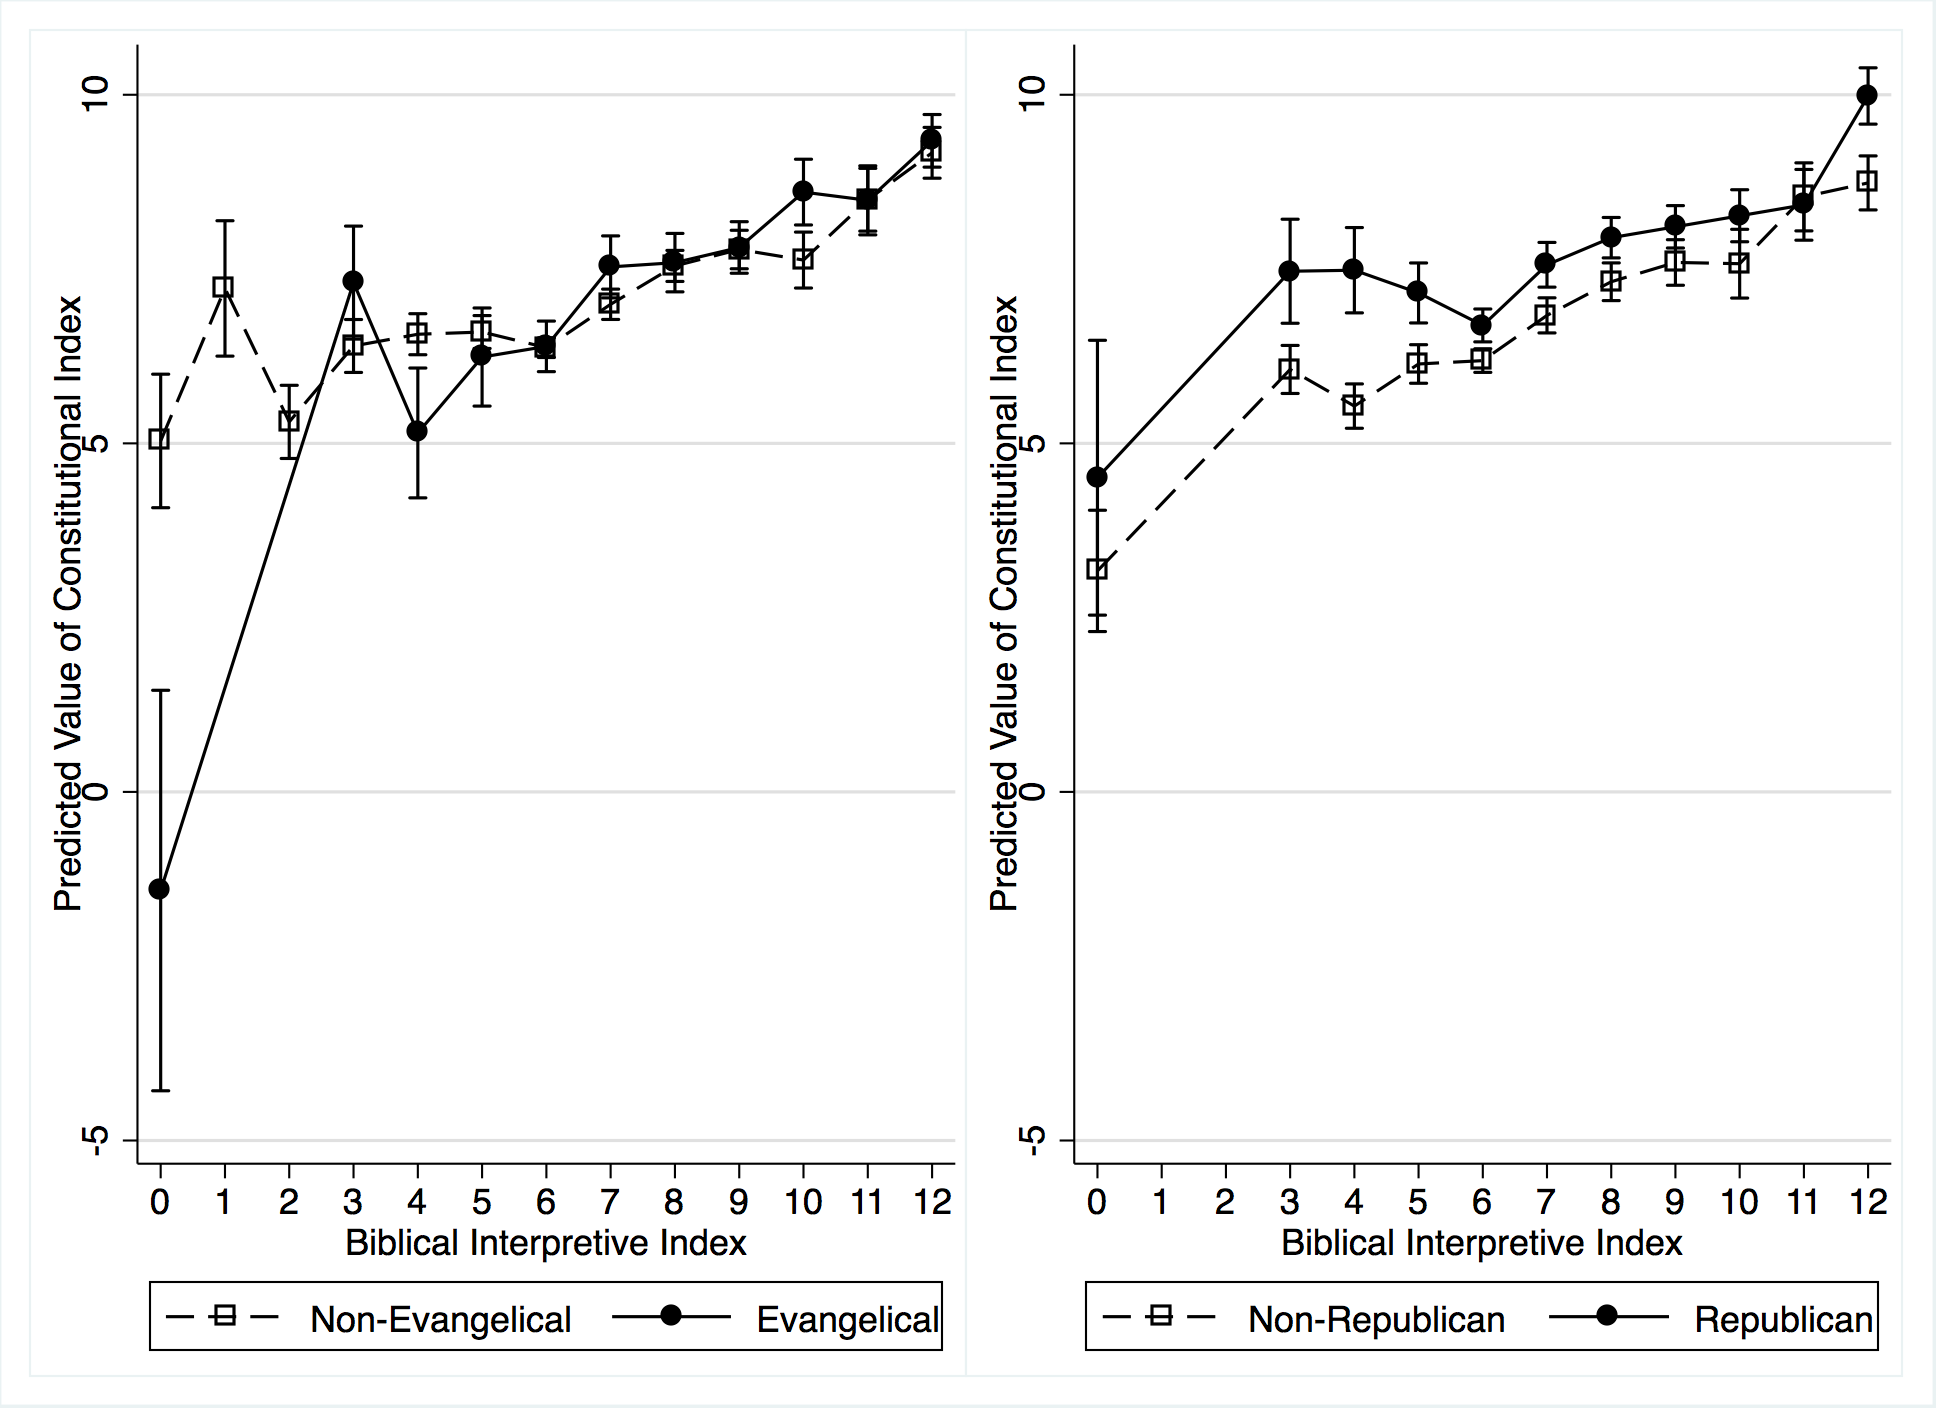 Predicted Value of Constitutional Index
10
5
0
-5
0 1 2 3 4 5 6 7 8 9 10 11 12
Biblical Interpretive Index
Non-Evangelical Evangelical
Predicted Value of Constitutional Index
10
5
0
-5
0 1 2 3 4 5 6 7 8 9 10 11 12
Biblical Interpretive Index
Non-Republican Republican